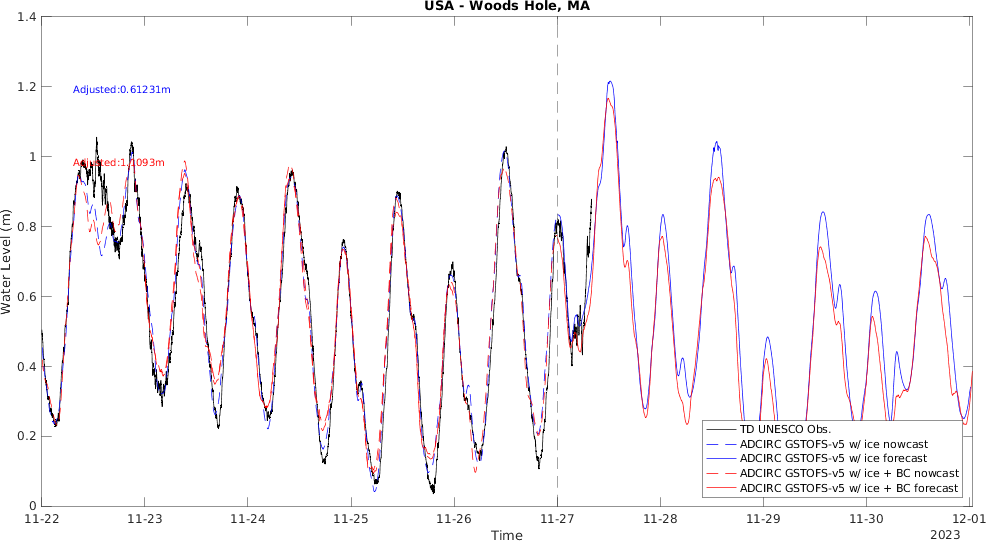 USA - Woods Hole, MA
1.4
1.2
1
0.8
0.6
0.4
0.2
0
Water Level (m)
Adjusted:0.61231m
Adjusted:1.1093m
TD UNESCO Obs.
ADCIRC GSTOFS-v5 w/ ice nowcast
ADCIRC GSTOFS-v5 w/ ice forecast
ADCIRC GSTOFS-v5 w/ ice + BC nowcast
ADCIRC GSTOFS-v5 w/ ice + BC forecast
11-22 11-23 11-24 11-25 11-26 11-27 11-28 11-29 11-30 12-01
Time
2023